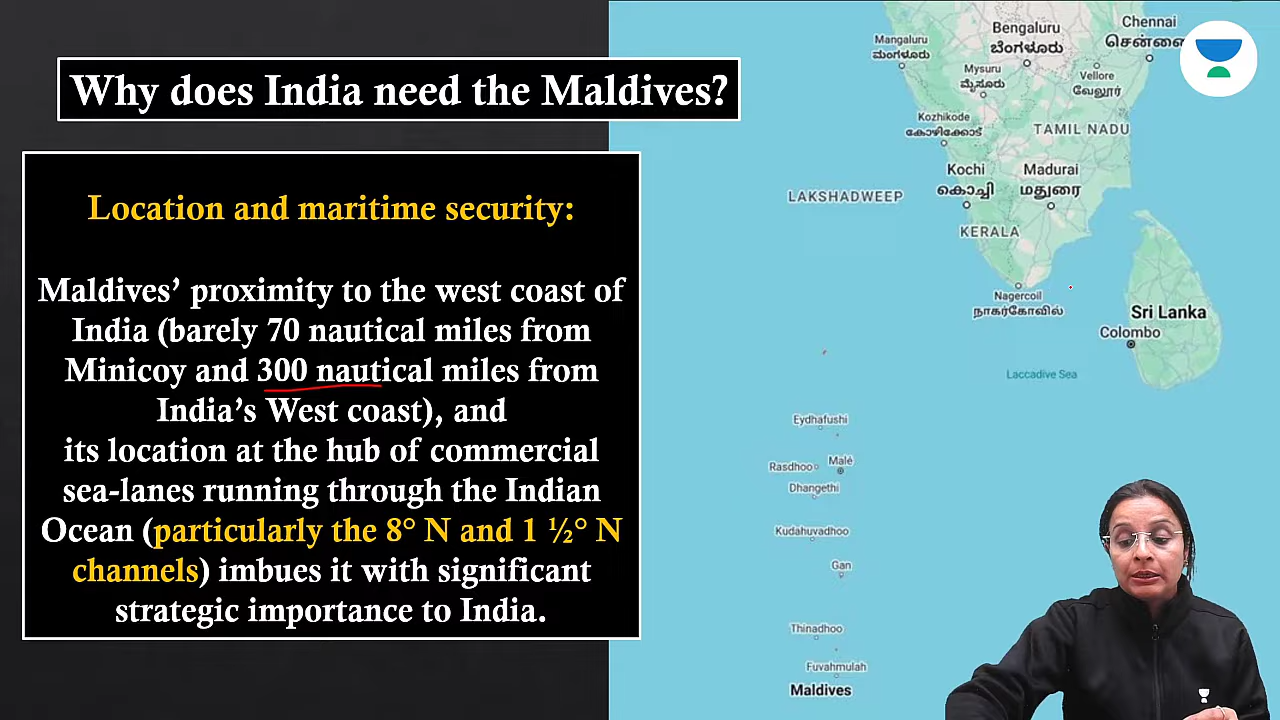 Why does India need the Maldives?
Location and maritime security:
Maldives’ proximity to the west coast of
India (barely 70 nautical miles from
Minicoy and 300 nautical miles from
India’s West coast), and
its location at the hub of commercial
sea-lanes running through the Indian
Ocean (particularly the 8° N and 1 ½° N
channels) imbues it with significant
strategic importance to India.
Chennai
சென்னை
Bengaluru
ಬೆಂಗಳೂರು
Mangaluru
ಮಂಗಳೂರು
Mysuru
ಮೈಸೂರು
Vellore
வேலூர்
Kozhikode
കോഴിക്കോട്
TAMIL NADU
Kochi
കൊച്ചി
Madurai
மதுரை
LAKSHADWEEP
KERALA
Nagercoil
நாகர்கோவில்
Sri Lanka
Colombo
Laccadive Sea
Eydhafushi
Rasdhoo
Malé
Dhangethi
Kudahuvadhoo
Gan
Thinadhoo
Fuvahmulah
Maldives